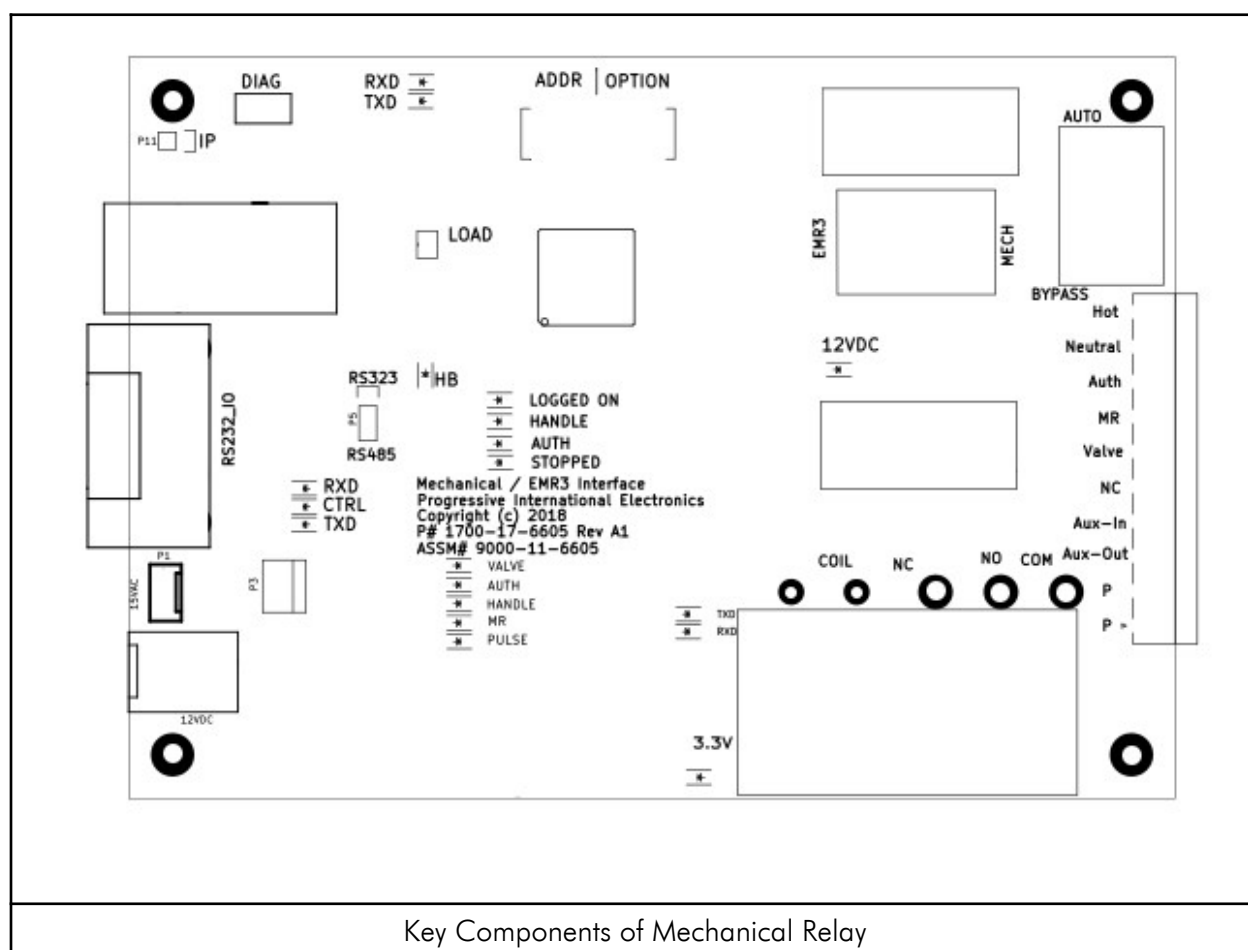 DIAG
RXD
TXD
ADDR | OPTION
AUTO
P11
IP
LOAD
EMR3
MECH
BYPASS
Hot
Neutral
Auth
MR
Valve
NC
Aux-In
Aux-Out
P
P
12VDC
RS232_IO
RS323
P5
RS485
HB
LOGGED ON
HANDLE
AUTH
STOPPED
RXD
CTRL
TXD
Mechanical / EMR3 Interface
Progressive International Electronics
Copyright (c) 2018
P# 1700-17-6605 Rev A1
ASSM# 9000-11-6605
VALVE
AUTH
HANDLE
MR
PULSE
P1
15VAC
P3
12VDC
COIL
NC
NO
COM
TXD
RXD
3.3V
Key Components of Mechanical Relay